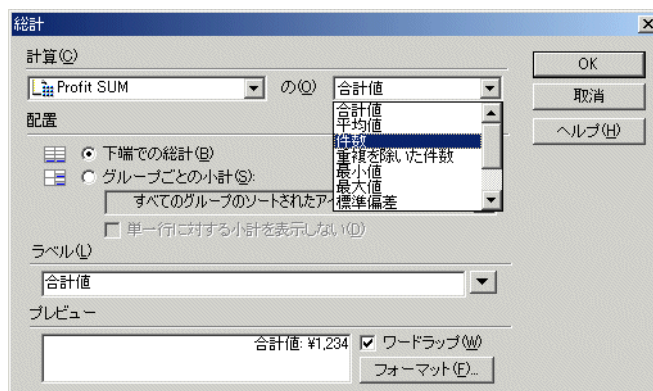 総計
計算(C)
OK
Profit SUM の(O) 合計値
取消
合計値
平均値
件数
重複を除いた件数
最小値
最大値
標準偏差
ヘルプ(H)
配置
下端での総計(B)
グループごとの小計(S):
すべてのグループのソートされたアイ
単一行に対する小計を表示しない(D)
ラベル(L)
合計値
プレビュー
合計値: ¥1,234
ワードラップ(W)
フォーマット(F)...